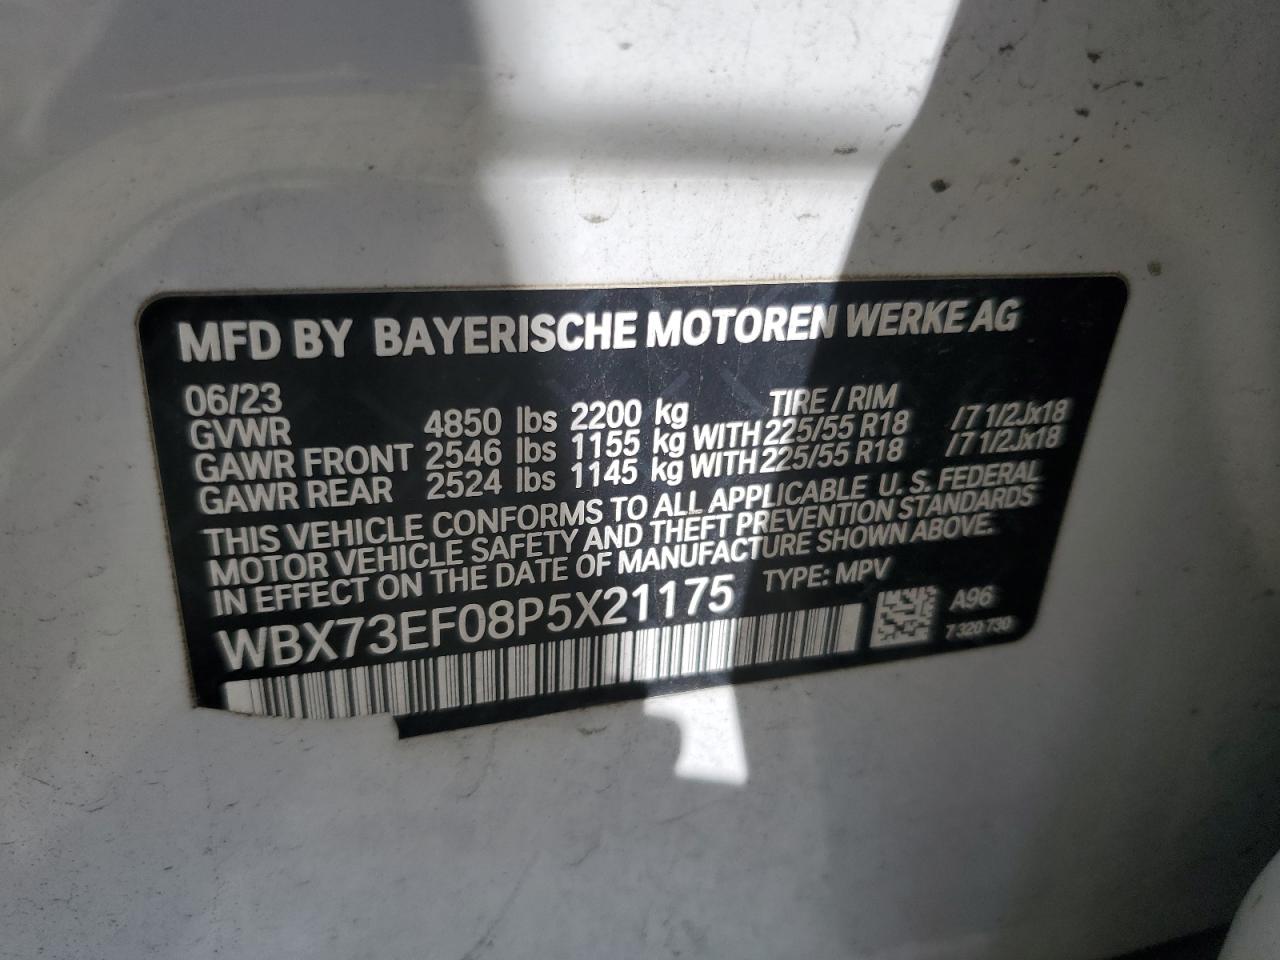 MFD BY BAYERISCHE MOTOREN WERKE AG
06/23 TIRE / RIM
GVWR 4850 lbs 2200 kg
GAWR FRONT 2546 lbs 1155 kg WITH 225/55 R18 /7 1/2Jx18
GAWR REAR 2524 lbs 1145 kg WITH 225/55 R18 /7 1/2Jx18
THIS VEHICLE CONFORMS TO ALL APPLICABLE U. S. FEDERAL
MOTOR VEHICLE SAFETY AND THEFT PREVENTION STANDARDS
IN EFFECT ON THE DATE OF MANUFACTURE SHOWN ABOVE.
WBX73EF08P5X21175 TYPE: MPV
A96
7 320 730